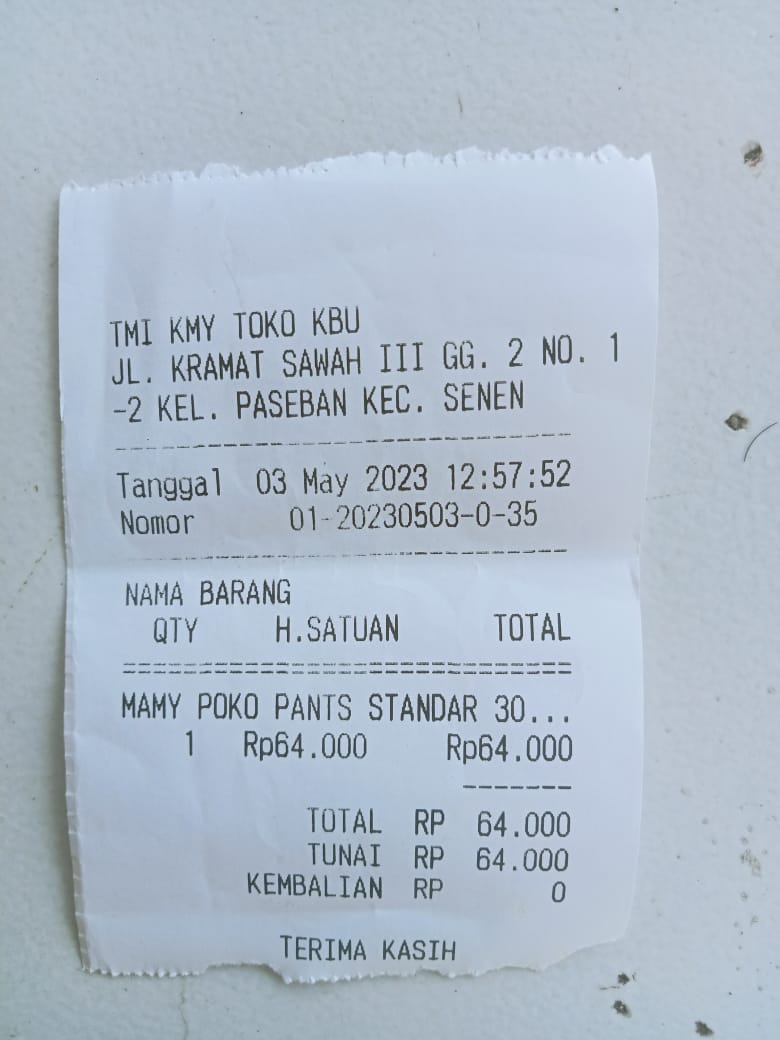 TMI KMY TOKO KBU
JL. KRAMAT SAWAH III GG. 2 NO. 1
-2 KEL. PASEBAN KEC. SENEN
--------------------------------
Tanggal 03 May 2023 12:57:52
Nomor 01-20230503-0-35
--------------------------------
NAMA BARANG
QTY H.SATUAN TOTAL
================================
MAMY POKO PANTS STANDAR 30...
1 Rp64.000 Rp64.000
-------
TOTAL RP 64.000
TUNAI RP 64.000
KEMBALIAN RP 0
TERIMA KASIH